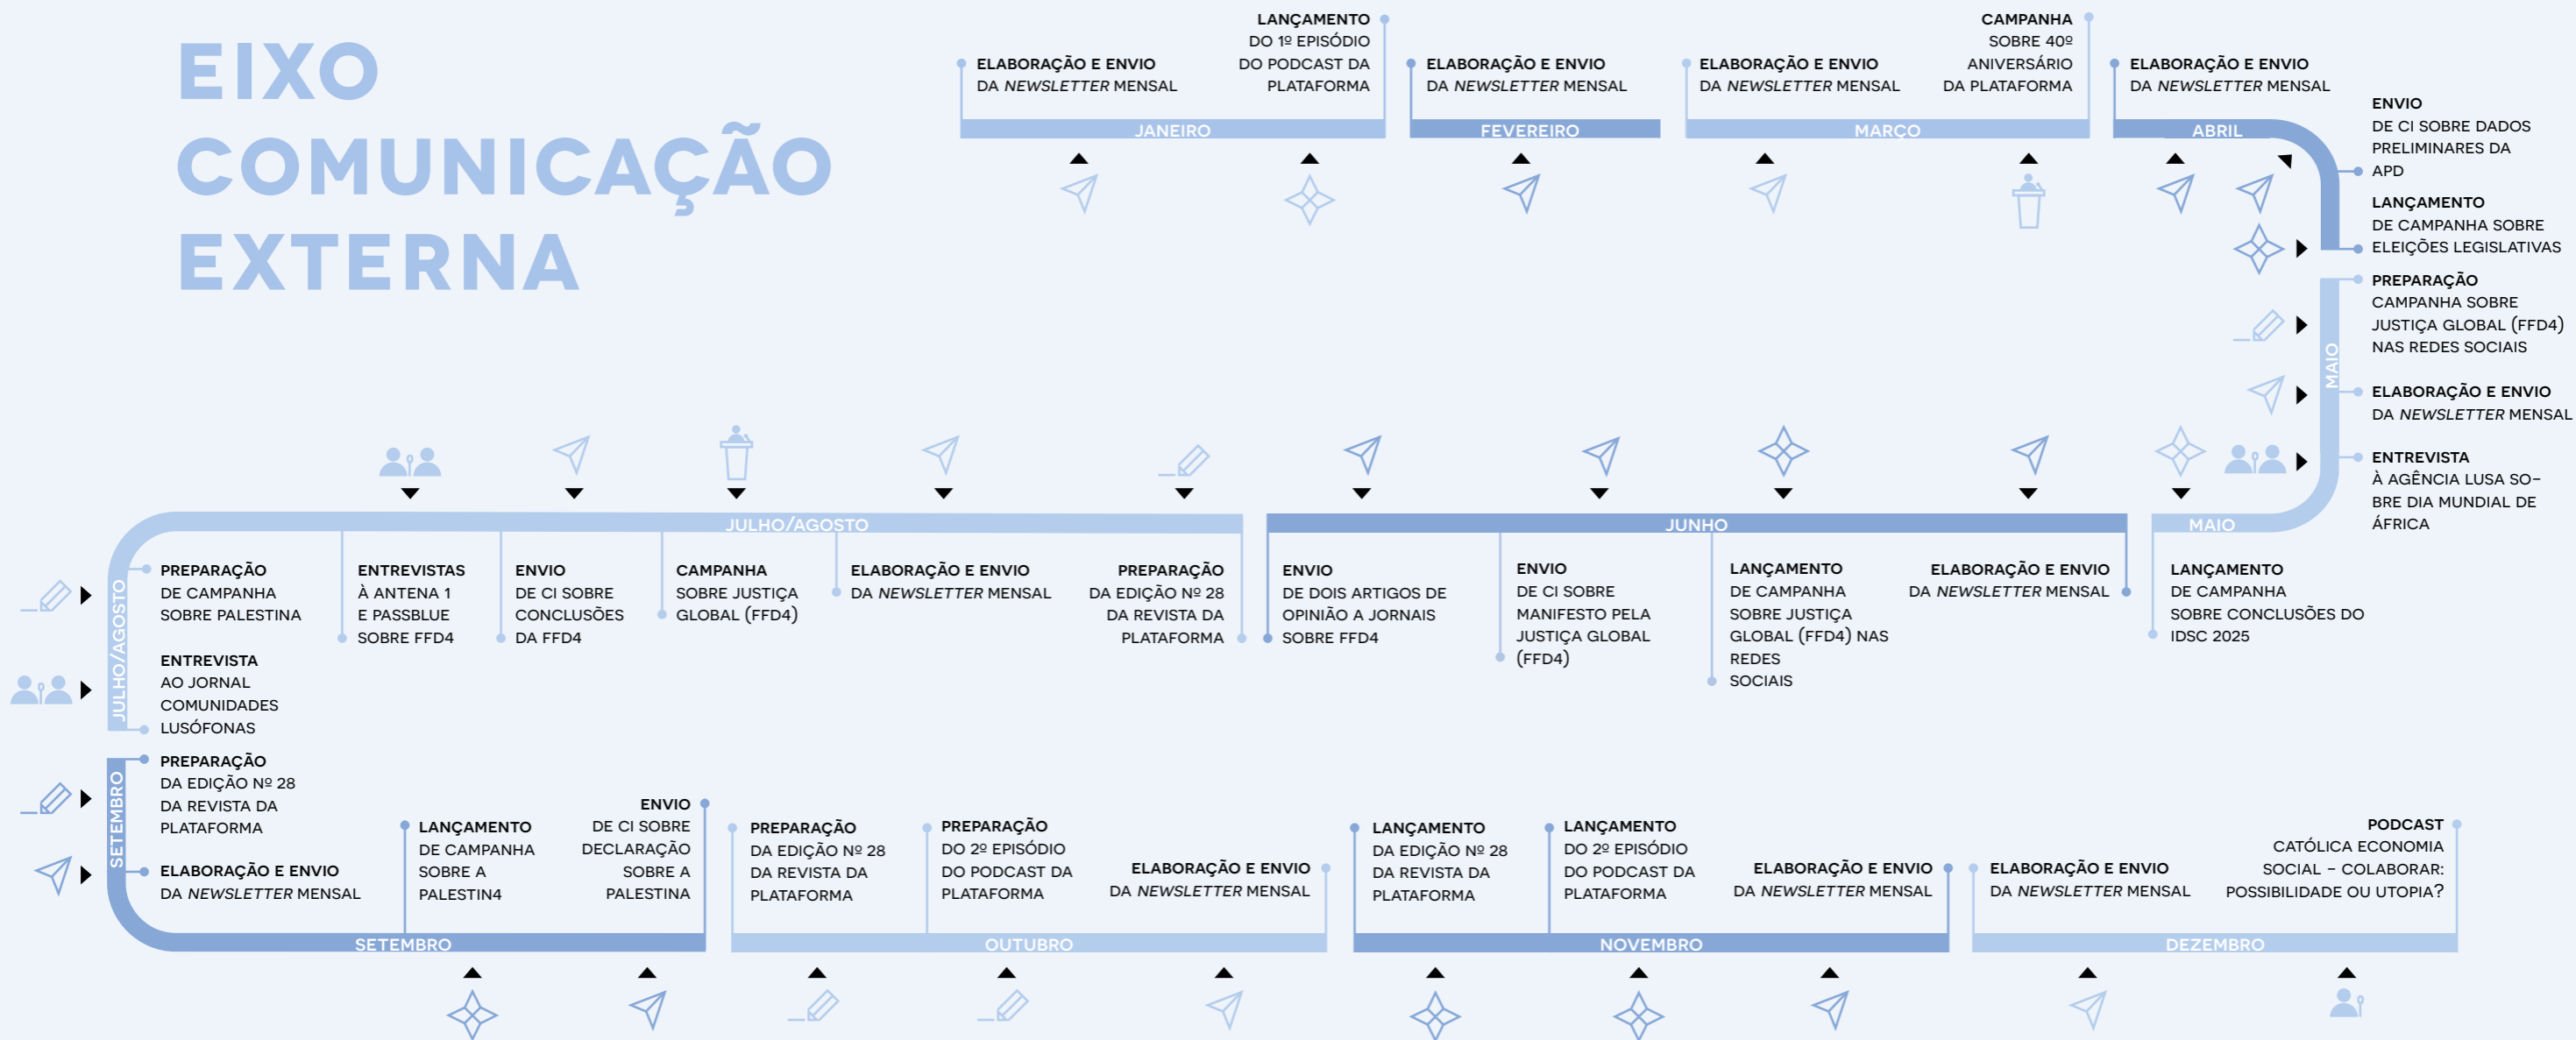 EIXO
COMUNICAÇÃO
EXTERNA
ELABORAÇÃO E ENVIO
DA NEWSLETTER MENSAL
LANÇAMENTO
DO 1º EPISÓDIO
DO PODCAST DA
PLATAFORMA
JANEIRO
ELABORAÇÃO E ENVIO
DA NEWSLETTER MENSAL
FEVEREIRO
ELABORAÇÃO E ENVIO
DA NEWSLETTER MENSAL
CAMPANHA
SOBRE 40º
ANIVERSÁRIO
DA PLATAFORMA
MARÇO
ELABORAÇÃO E ENVIO
DA NEWSLETTER MENSAL
ABRIL
ENVIO
DE CI SOBRE DADOS
PRELIMINARES DA
APD
LANÇAMENTO
DE CAMPANHA SOBRE
ELEIÇÕES LEGISLATIVAS
PREPARAÇÃO
CAMPANHA SOBRE
JUSTIÇA GLOBAL (FFD4)
NAS REDES SOCIAIS
MAIO
ELABORAÇÃO E ENVIO
DA NEWSLETTER MENSAL
ENTREVISTA
À AGÊNCIA LUSA SO-
BRE DIA MUNDIAL DE
ÁFRICA
MAIO
LANÇAMENTO
DE CAMPANHA
SOBRE CONCLUSÕES DO
IDSC 2025
JUNHO
ENVIO
DE DOIS ARTIGOS DE
OPINIÃO A JORNAIS
SOBRE FFD4
ENVIO
DE CI SOBRE
MANIFESTO PELA
JUSTIÇA GLOBAL
(FFD4)
LANÇAMENTO
DE CAMPANHA
SOBRE JUSTIÇA
GLOBAL (FFD4) NAS
REDES
SOCIAIS
ELABORAÇÃO E ENVIO
DA NEWSLETTER MENSAL
JULHO/AGOSTO
ENTREVISTAS
À ANTENA 1
E PASSBLUE
SOBRE FFD4
ENVIO
DE CI SOBRE
CONCLUSÕES
DA FFD4
CAMPANHA
SOBRE JUSTIÇA
GLOBAL (FFD4)
ELABORAÇÃO E ENVIO
DA NEWSLETTER MENSAL
PREPARAÇÃO
DA EDIÇÃO Nº 28
DA REVISTA DA
PLATAFORMA
JULHO/AGOSTO
PREPARAÇÃO
DE CAMPANHA
SOBRE PALESTINA
ENTREVISTA
AO JORNAL
COMUNIDADES
LUSÓFONAS
SETEMBRO
PREPARAÇÃO
DA EDIÇÃO Nº 28
DA REVISTA DA
PLATAFORMA
ELABORAÇÃO E ENVIO
DA NEWSLETTER MENSAL
LANÇAMENTO
DE CAMPANHA
SOBRE A
PALESTIN4
ENVIO
DE CI SOBRE
DECLARAÇÃO
SOBRE A
PALESTINA
SETEMBRO
PREPARAÇÃO
DA EDIÇÃO Nº 28
DA REVISTA DA
PLATAFORMA
PREPARAÇÃO
DO 2º EPISÓDIO
DO PODCAST DA
PLATAFORMA
ELABORAÇÃO E ENVIO
DA NEWSLETTER MENSAL
OUTUBRO
LANÇAMENTO
DA EDIÇÃO Nº 28
DA REVISTA DA
PLATAFORMA
LANÇAMENTO
DO 2º EPISÓDIO
DO PODCAST DA
PLATAFORMA
ELABORAÇÃO E ENVIO
DA NEWSLETTER MENSAL
NOVEMBRO
ELABORAÇÃO E ENVIO
DA NEWSLETTER MENSAL
PODCAST
CATÓLICA ECONOMIA
SOCIAL – COLABORAR:
POSSIBILIDADE OU UTOPIA?
DEZEMBRO